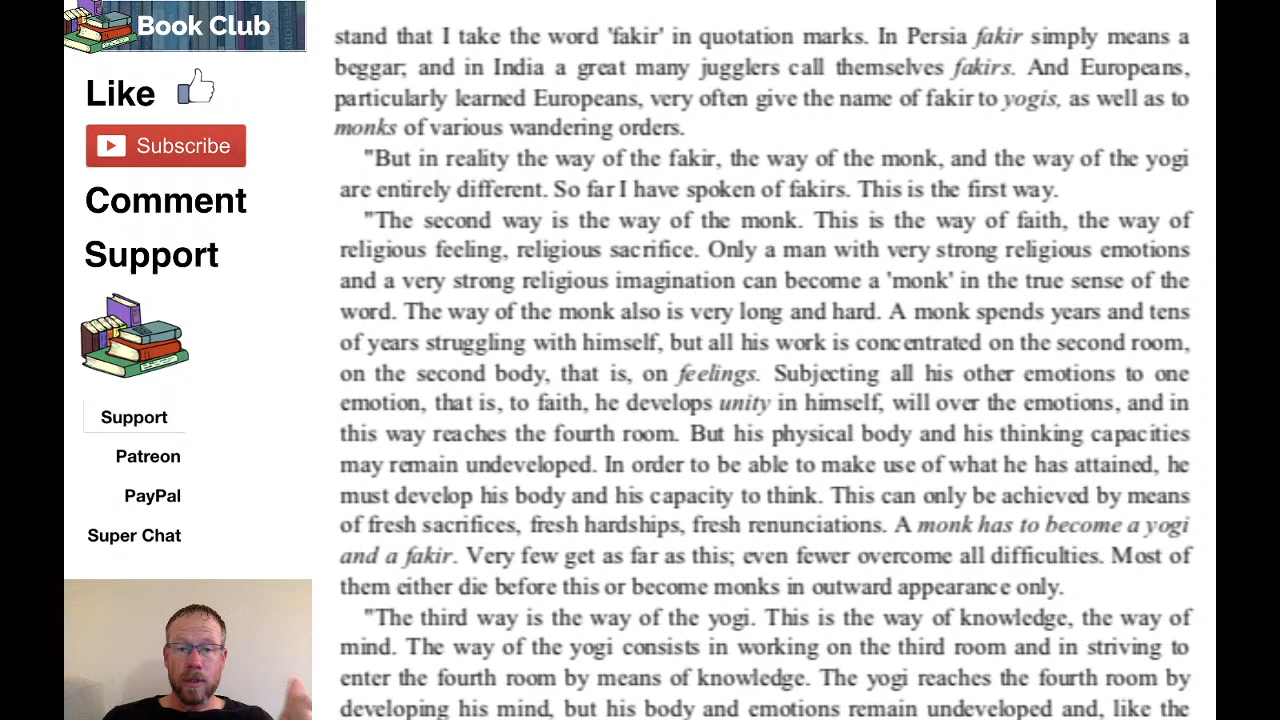 Book Club
Like
Subscribe
Comment
Support
Support
Patreon
PayPal
Super Chat
stand that I take the word 'fakir' in quotation marks. In Persia fakir simply means a
beggar; and in India a great many jugglers call themselves fakirs. And Europeans,
particularly learned Europeans, very often give the name of fakir to yogis, as well as to
monks of various wandering orders.
"But in reality the way of the fakir, the way of the monk, and the way of the yogi
are entirely different. So far I have spoken of fakirs. This is the first way.
"The second way is the way of the monk. This is the way of faith, the way of
religious feeling, religious sacrifice. Only a man with very strong religious emotions
and a very strong religious imagination can become a 'monk' in the true sense of the
word. The way of the monk also is very long and hard. A monk spends years and tens
of years struggling with himself, but all his work is concentrated on the second room,
on the second body, that is, on feelings. Subjecting all his other emotions to one
emotion, that is, to faith, he develops unity in himself, will over the emotions, and in
this way reaches the fourth room. But his physical body and his thinking capacities
may remain undeveloped. In order to be able to make use of what he has attained, he
must develop his body and his capacity to think. This can only be achieved by means
of fresh sacrifices, fresh hardships, fresh renunciations. A monk has to become a yogi
and a fakir. Very few get as far as this; even fewer overcome all difficulties. Most of
them either die before this or become monks in outward appearance only.
"The third way is the way of the yogi. This is the way of knowledge, the way of
mind. The way of the yogi consists in working on the third room and in striving to
enter the fourth room by means of knowledge. The yogi reaches the fourth room by
developing his mind, but his body and emotions remain undeveloped and, like the